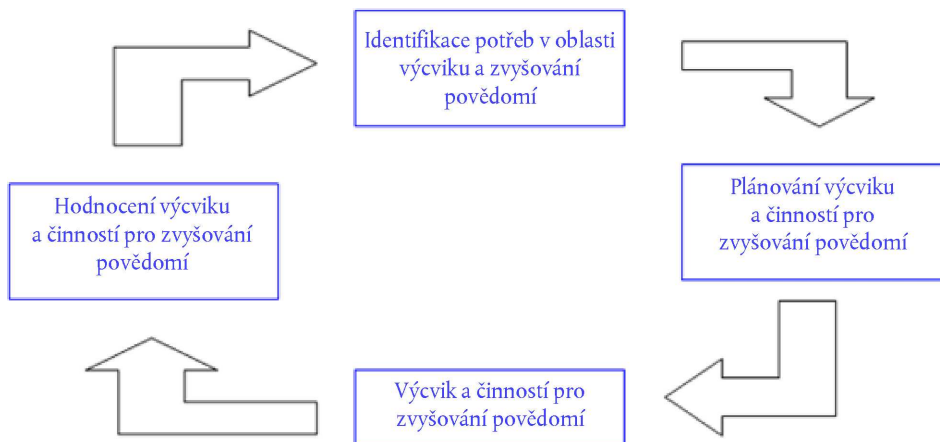 Identifikace potřeb v oblasti
výcviku a zvyšování
povědomí
Plánování výcviku
a činností pro
zvyšování povědomí
Výcvik a činností pro
zvyšování povědomí
Hodnocení výcviku
a činností pro zvyšování
povědomí